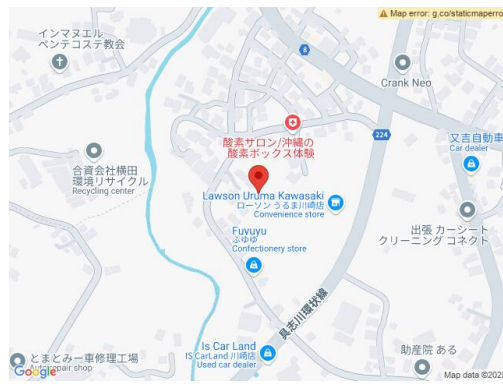 Map error: g.co/staticmaperro
インマヌエル
ペンテコステ教会
8
Crank Neo
224
酸素サロン/沖縄の
酸素ボックス体験
又吉自動車
Car dealer
合資会社横田
環境リサイクル
Recycling center
Lawson Uruma Kawasaki
ローソン うるま川崎店
Convenience store
出張 カーシート
クリーニング コネクト
Fuyuyu
ふゆゆ
Confectionery store
具志川環状線
Is Car Land
IS CarLand 川崎店
Used car dealer
とまとみー車修理工場
Auto repair shop
助産院 ある
Google
Map data ©2025